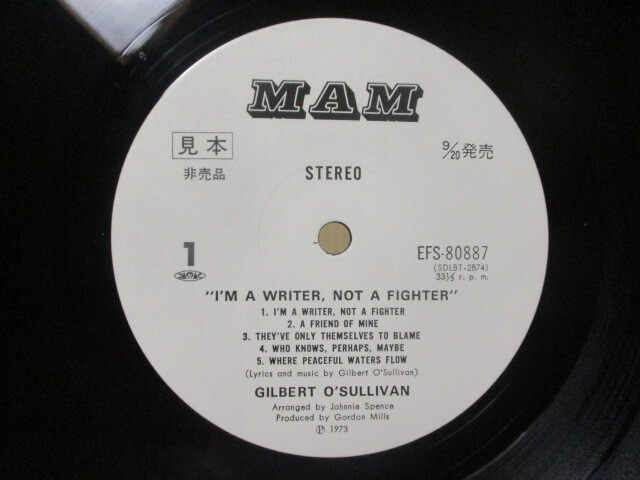 MAM
見本
非売品
STEREO
9/20発売
1
EFS-80887
(SDLBT-2874)
33⅓ r. p. m.
"I'M A WRITER, NOT A FIGHTER"
1. I'M A WRITER, NOT A FIGHTER
2. A FRIEND OF MINE
3. THEY'VE ONLY THEMSELVES TO BLAME
4. WHO KNOWS, PERHAPS, MAYBE
5. WHERE PEACEFUL WATERS FLOW
(Lyrics and music by Gilbert O'Sullivan)
GILBERT O'SULLIVAN
Arranged by Johnnie Spence
Produced by Gordon Mills
℗ 1973